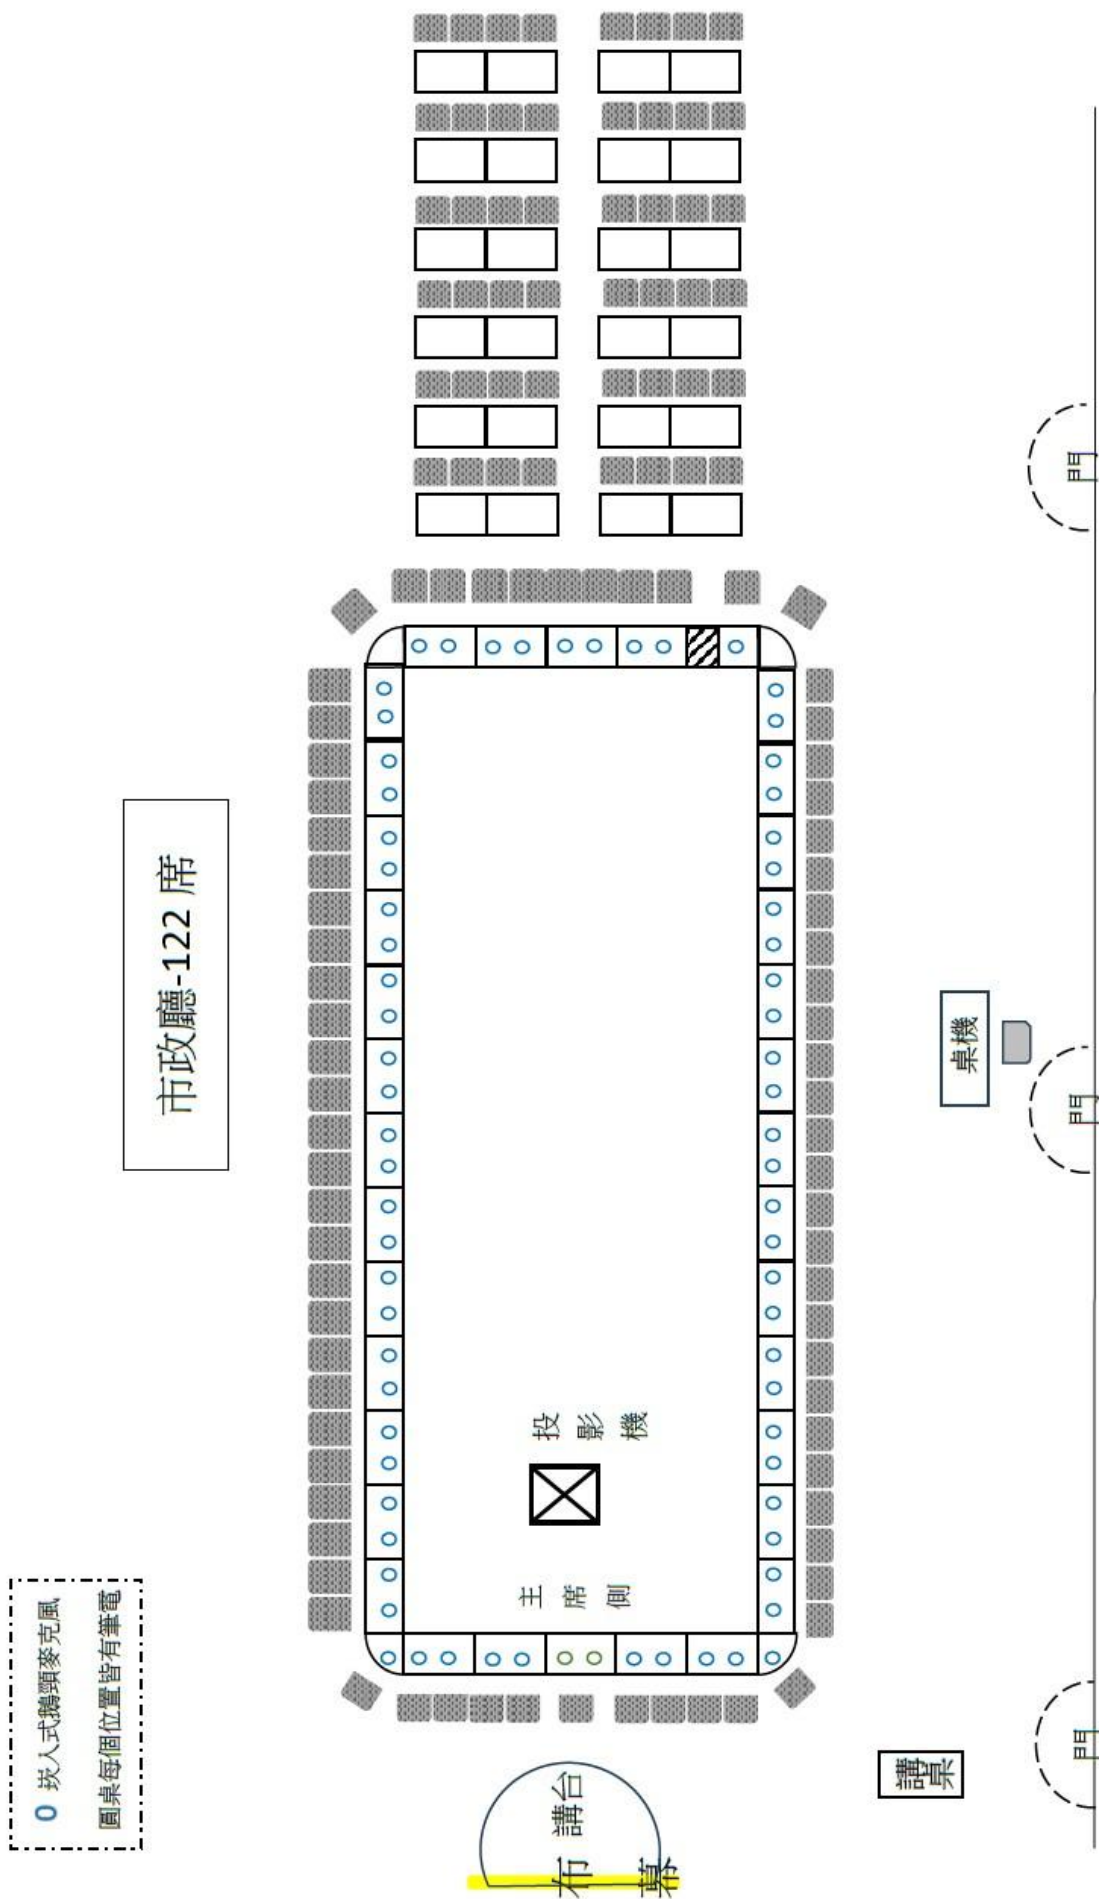 市政廳-122 席
0 崁入式鵝頸麥克風
圓桌每個位置皆有筆電
投影機
主席側
講台
布幕
講桌
桌機
門
門
門